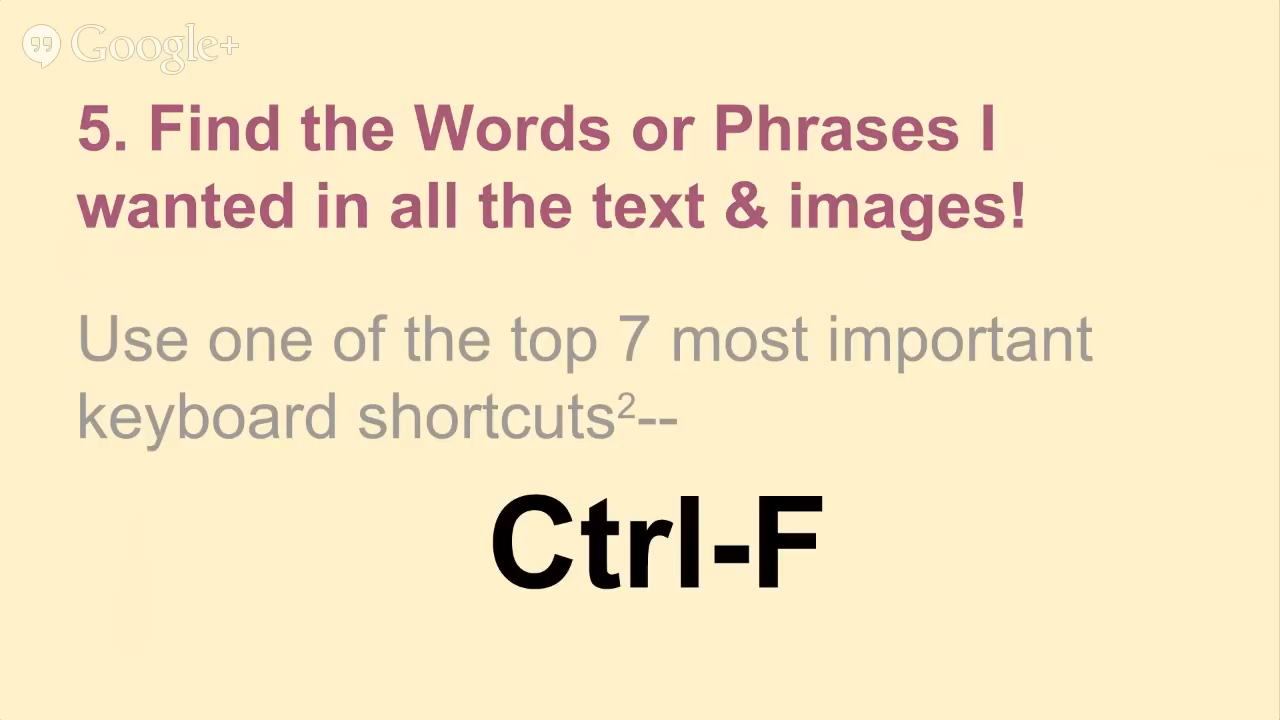 Google+
5. Find the Words or Phrases I
wanted in all the text & images!
Use one of the top 7 most important
keyboard shortcuts²--
Ctrl-F